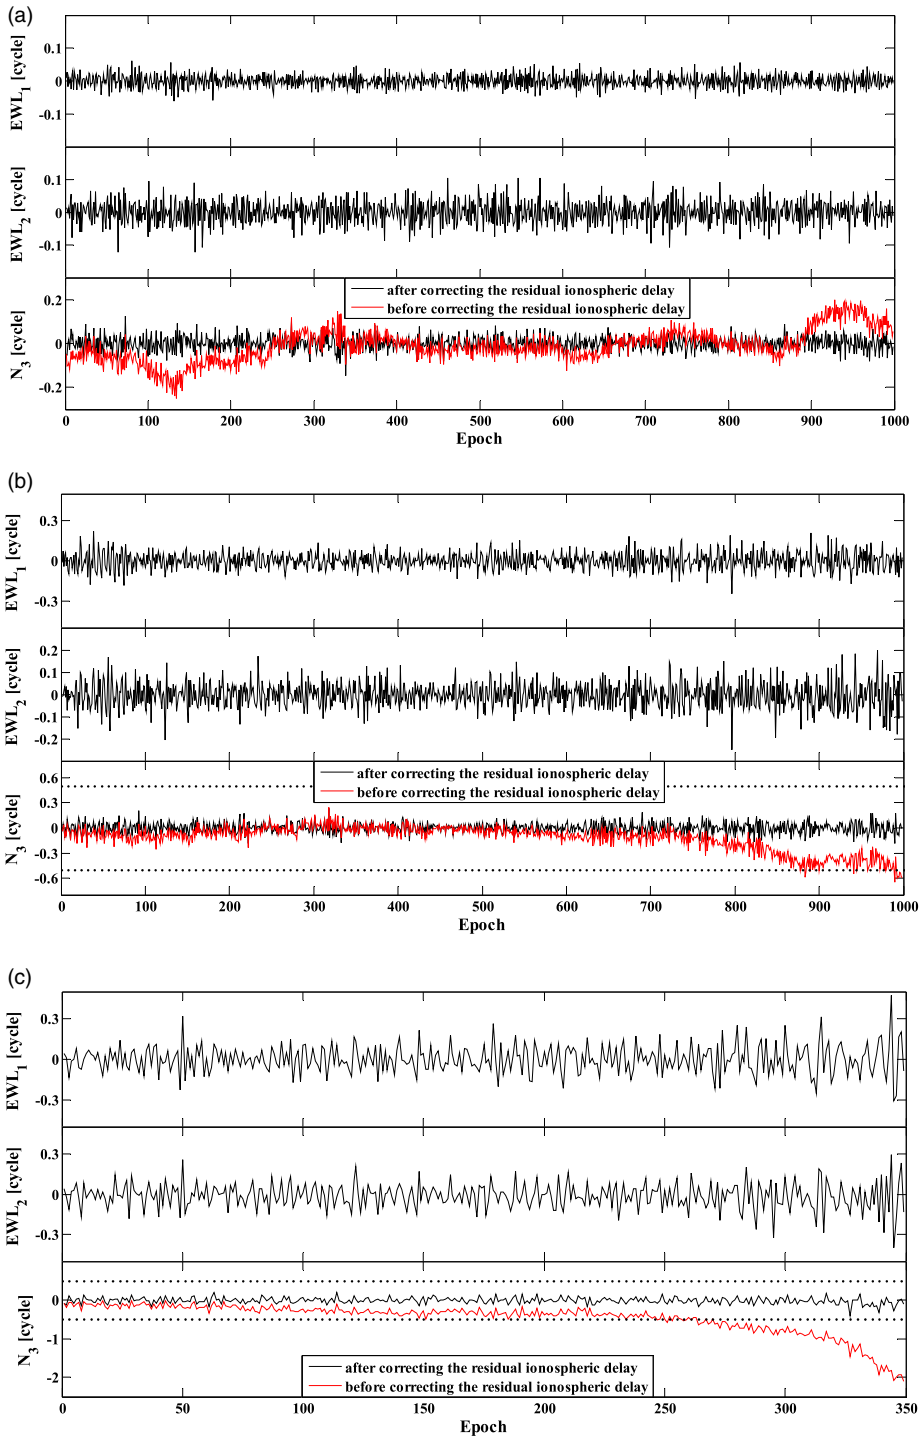 (a)
EWL1 [cycle]
0.1
0
-0.1
EWL2 [cycle]
0.1
0
-0.1
after correcting the residual ionospheric delay
before correcting the residual ionospheric delay
N3 [cycle]
0.2
0
-0.2
0 100 200 300 400 500 600 700 800 900 1000
Epoch
(b)
EWL1 [cycle]
0.3
0
-0.3
EWL2 [cycle]
0.2
0.1
0
-0.1
-0.2
after correcting the residual ionospheric delay
before correcting the residual ionospheric delay
N3 [cycle]
0.6
0.3
0
-0.3
-0.6
0 100 200 300 400 500 600 700 800 900 1000
Epoch
(c)
EWL1 [cycle]
0.3
0
-0.3
EWL2 [cycle]
0.3
0
-0.3
N3 [cycle]
0
-1
-2
after correcting the residual ionospheric delay
before correcting the residual ionospheric delay
0 50 100 150 200 250 300 350
Epoch